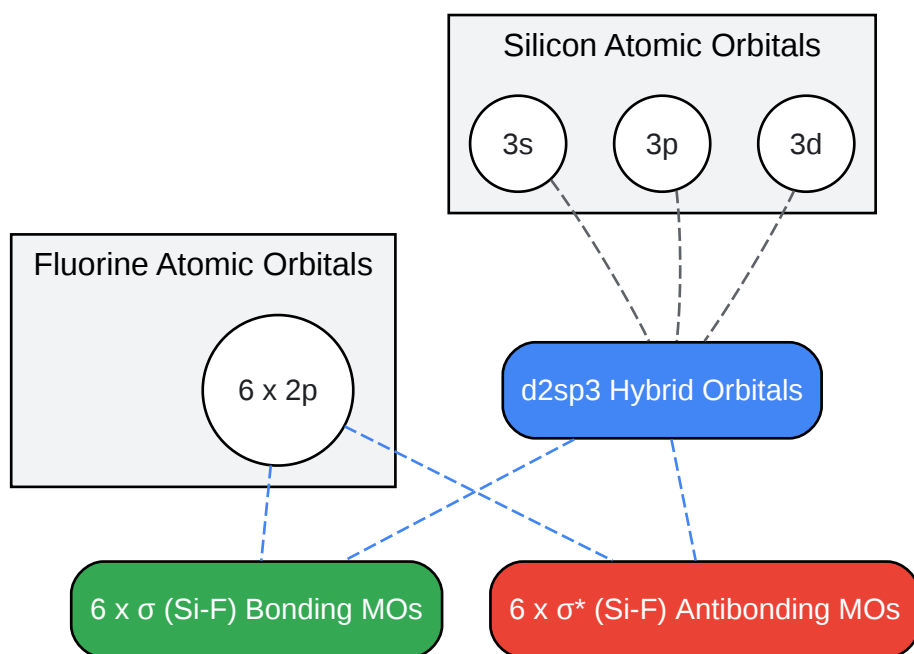 Silicon Atomic Orbitals
3s
3p
3d
Fluorine Atomic Orbitals
6 x 2p
d2sp3 Hybrid Orbitals
6 x σ (Si-F) Bonding MOs
6 x σ* (Si-F) Antibonding MOs